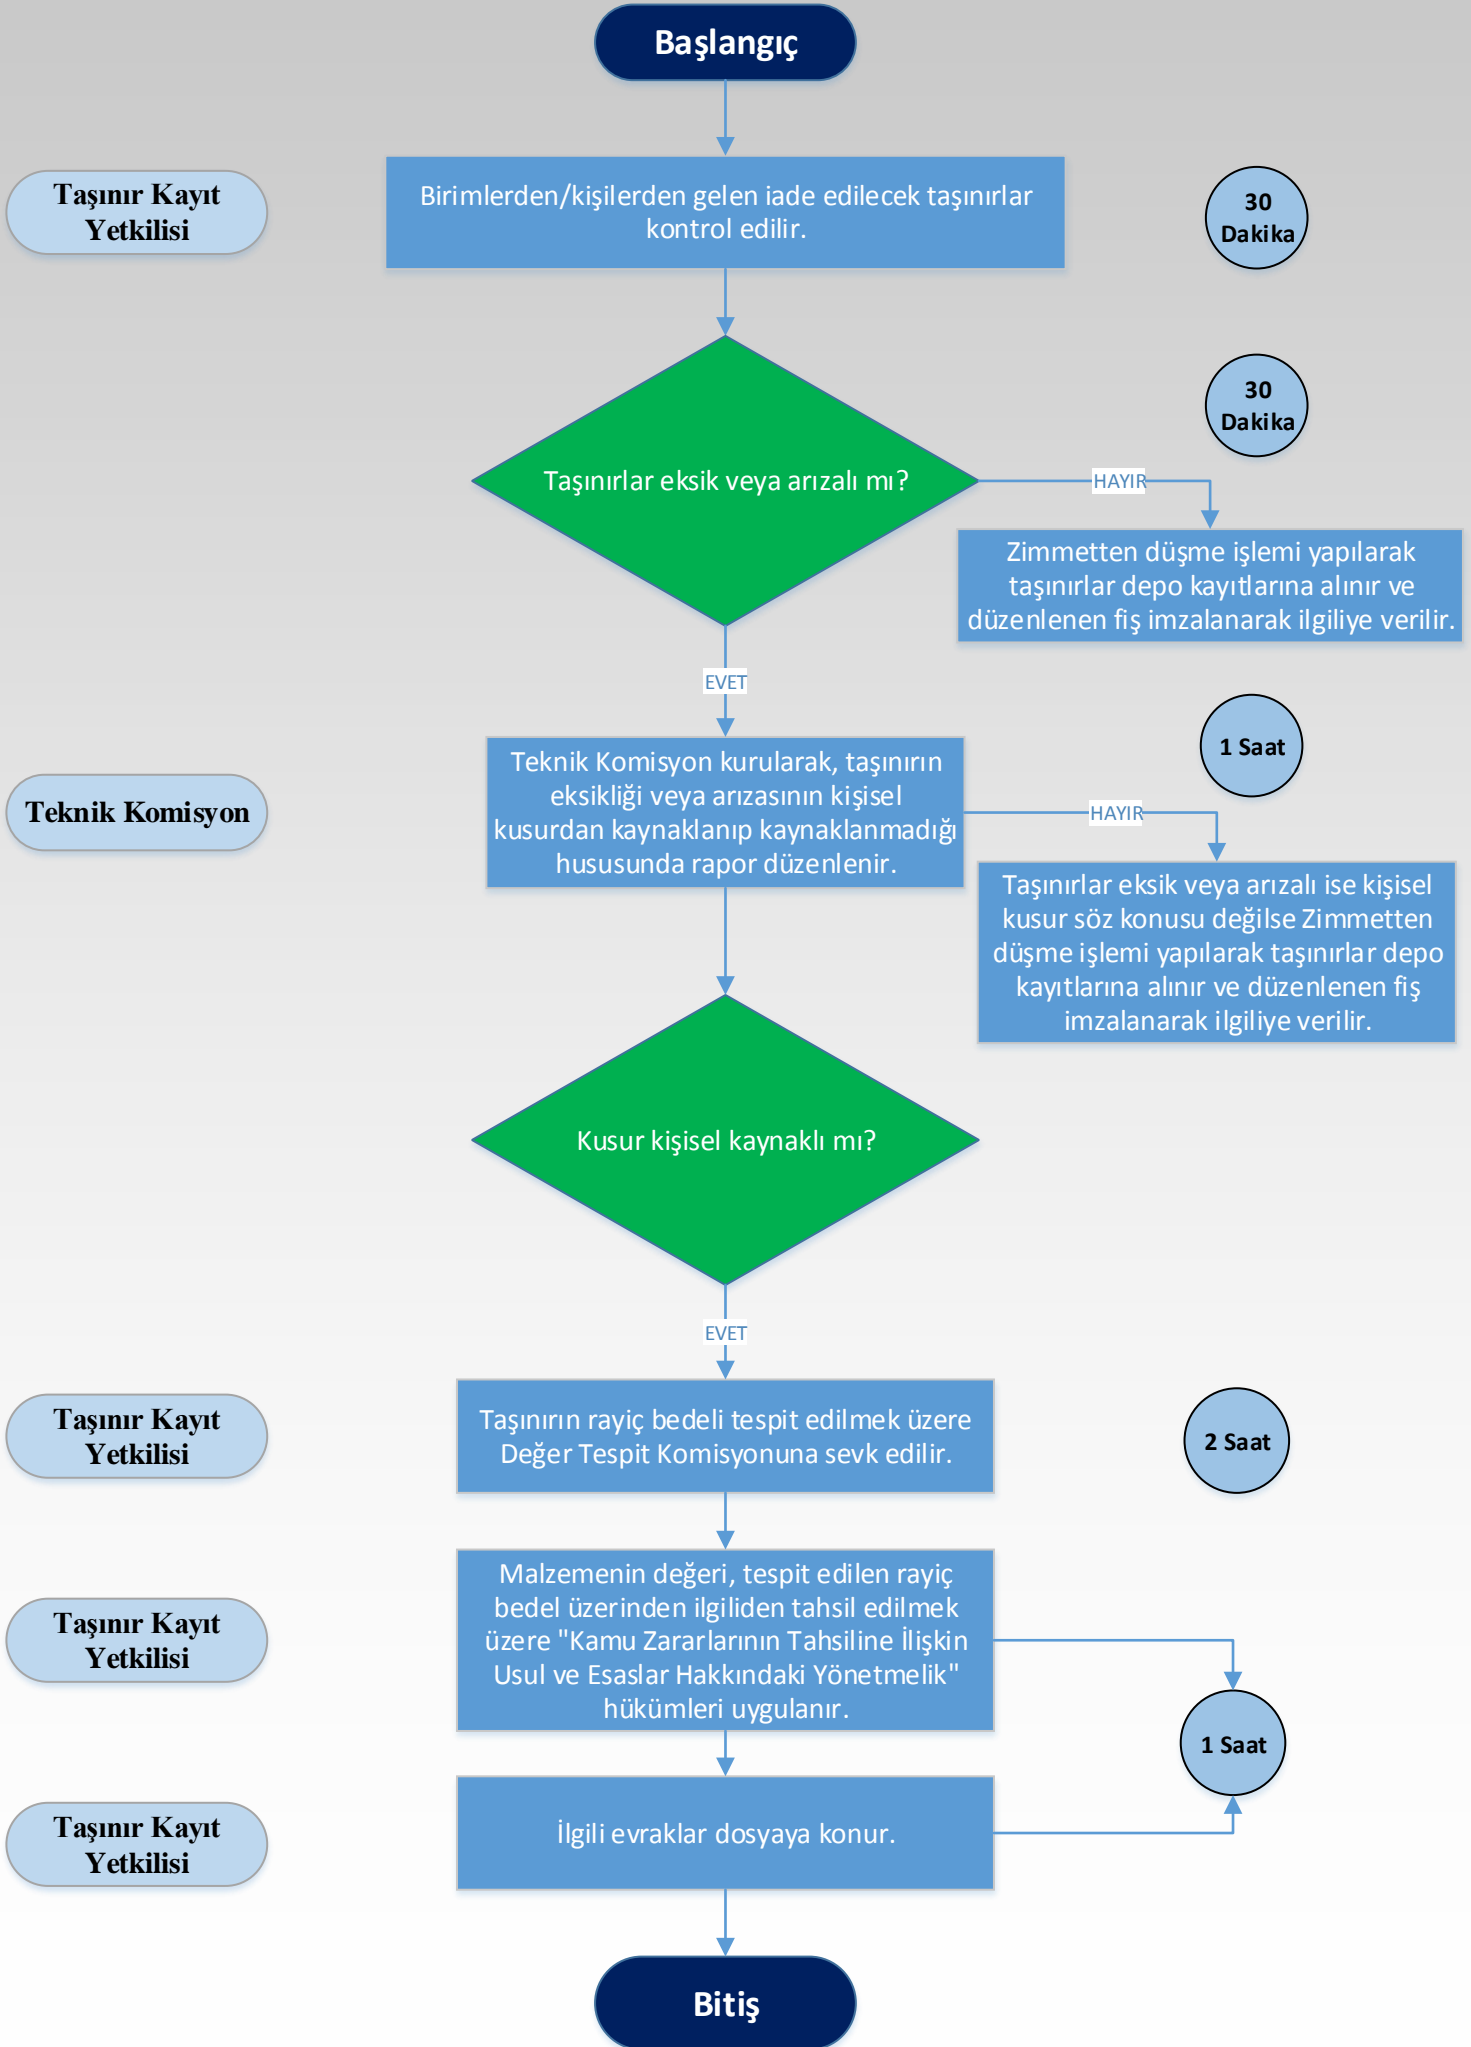 Başlangıç
Taşınır Kayıt
Yetkilisi
Birimlerden/kişilerden gelen iade edilecek taşınırlar
kontrol edilir.
30
Dakika
30
Dakika
Taşınırlar eksik veya arızalı mı?
HAYIR
Zimmetten düşme işlemi yapılarak
taşınırlar depo kayıtlarına alınır ve
düzenlenen fiş imzalanarak ilgiliye verilir.
EVET
1 Saat
Teknik Komisyon
Teknik Komisyon kurularak, taşınırın
eksikliği veya arızasının kişisel
kusurdan kaynaklanıp kaynaklanmadığı
hususunda rapor düzenlenir.
HAYIR
Taşınırlar eksik veya arızalı ise kişisel
kusur söz konusu değilse Zimmetten
düşme işlemi yapılarak taşınırlar depo
kayıtlarına alınır ve düzenlenen fiş
imzalanarak ilgiliye verilir.
Kusur kişisel kaynaklı mı?
EVET
Taşınır Kayıt
Yetkilisi
Taşınırın rayiç bedeli tespit edilmek üzere
Değer Tespit Komisyonuna sevk edilir.
2 Saat
Taşınır Kayıt
Yetkilisi
Malzemenin değeri, tespit edilen rayiç
bedel üzerinden ilgiliden tahsil edilmek
üzere "Kamu Zararlarının Tahsiline İlişkin
Usul ve Esaslar Hakkındaki Yönetmelik"
hükümleri uygulanır.
1 Saat
Taşınır Kayıt
Yetkilisi
İlgili evraklar dosyaya konur.
Bitiş